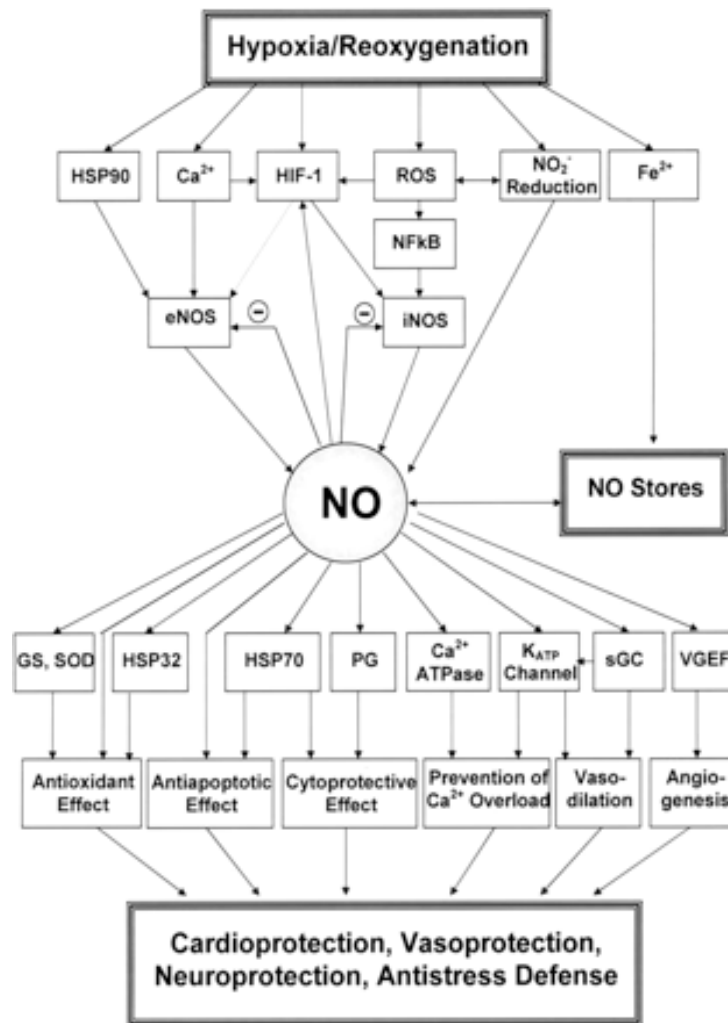 Hypoxia/Reoxygenation
HSP90
Ca²⁺
HIF-1
ROS
NO₂⁻
Reduction
Fe²⁺
NFkB
eNOS
−
−
iNOS
NO
NO Stores
GS, SOD
HSP32
HSP70
PG
Ca²⁺
ATPase
K_ATP
Channel
sGC
VGEF
Antioxidant
Effect
Antiapoptotic
Effect
Cytoprotective
Effect
Prevention of
Ca²⁺ Overload
Vaso-
dilation
Angio-
genesis
Cardioprotection, Vasoprotection,
Neuroprotection, Antistress Defense